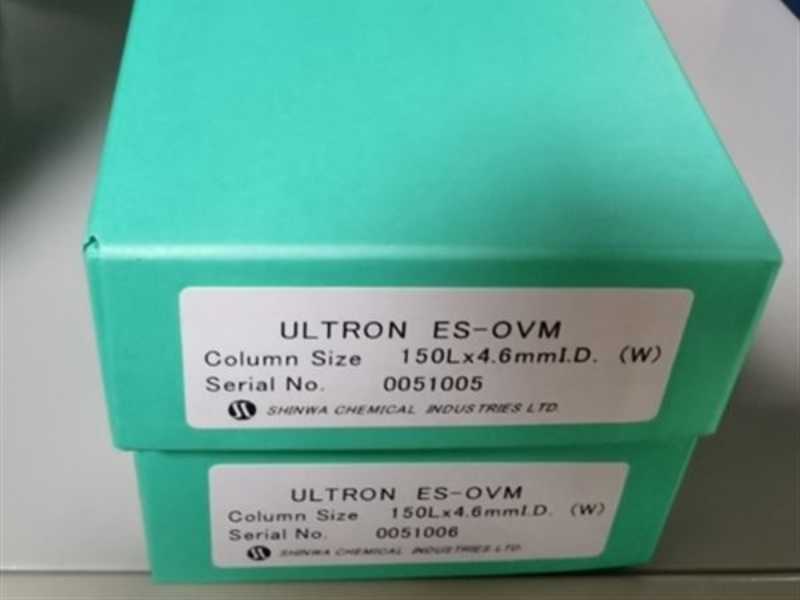 ULTRON ES-OVM
Column Size 150Lx4.6mmI.D. (W)
Serial No. 0051005
SHINWA CHEMICAL INDUSTRIES LTD.
ULTRON ES-OVM
Column Size 150Lx4.6mmI.D. (W)
Serial No. 0051006
SHINWA CHEMICAL INDUSTRIES LTD.